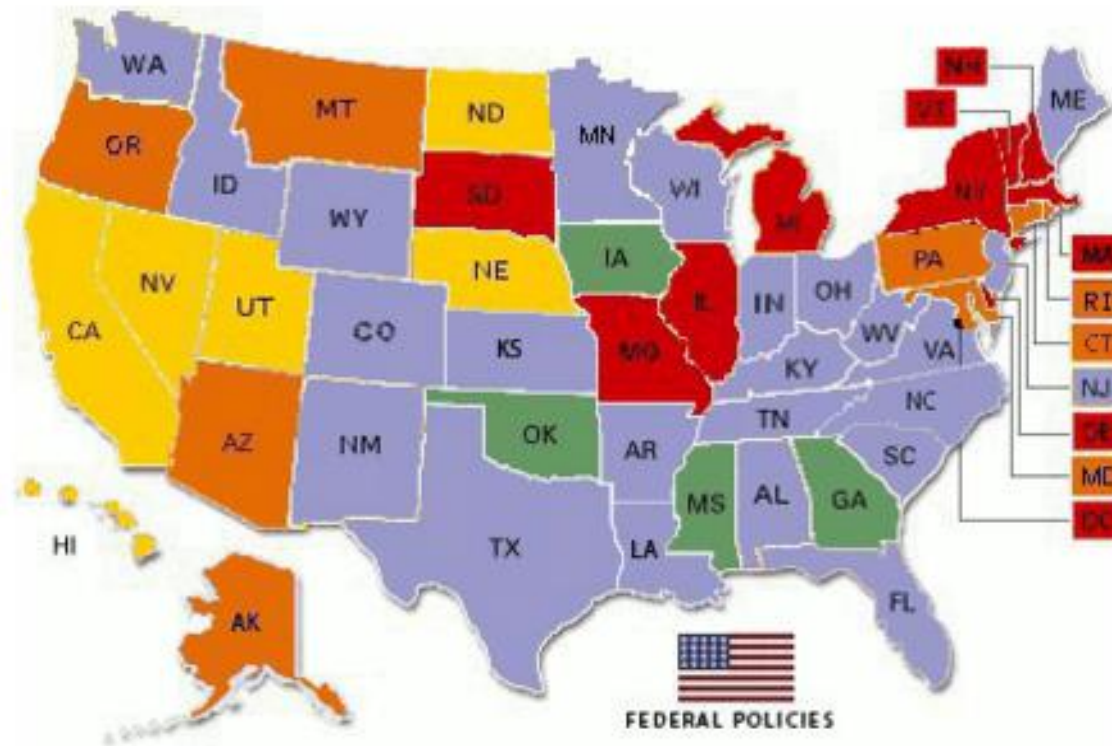 NH
WA
ME
VT
MT
ND
MN
OR
ID
SD
WI
NY
WY
MI
MA
IA
PA
NE
NV
RI
UT
IL
IN
OH
CA
CO
WV
CT
KS
MO
VA
KY
NJ
NC
TN
AZ
OK
DE
NM
AR
SC
MD
MS
AL
GA
DC
HI
TX
LA
FL
AK
FEDERAL POLICIES